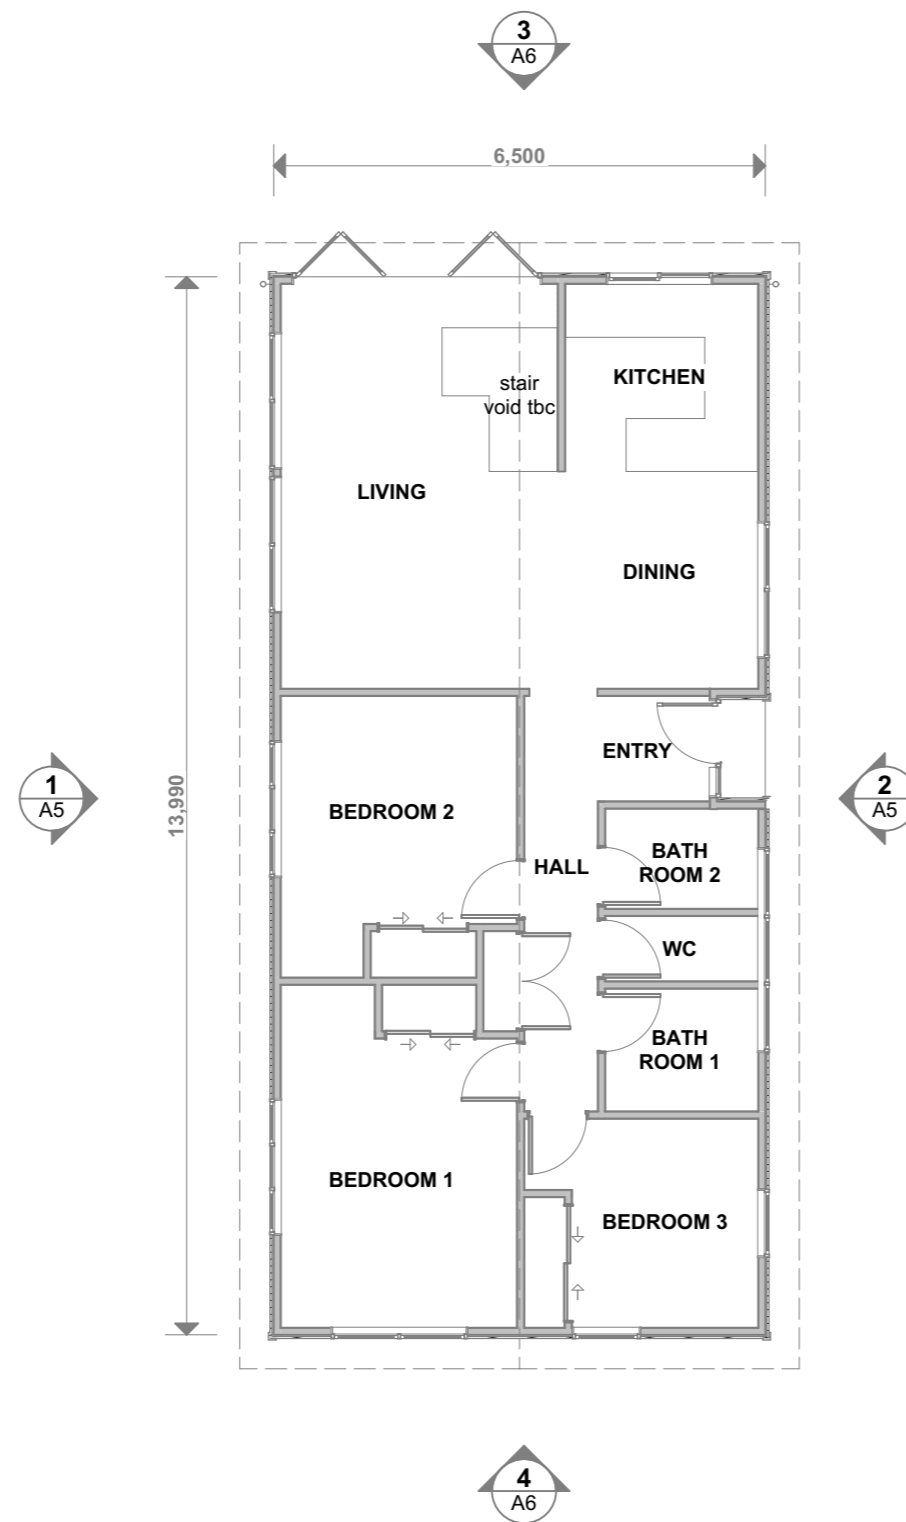 3
A6
6,500
KITCHEN
stair
void tbc
LIVING
DINING
ENTRY
1
A5
13,990
2
A5
BEDROOM 2
HALL
BATH
ROOM 2
WC
BATH
ROOM 1
BEDROOM 1
BEDROOM 3
4
A6